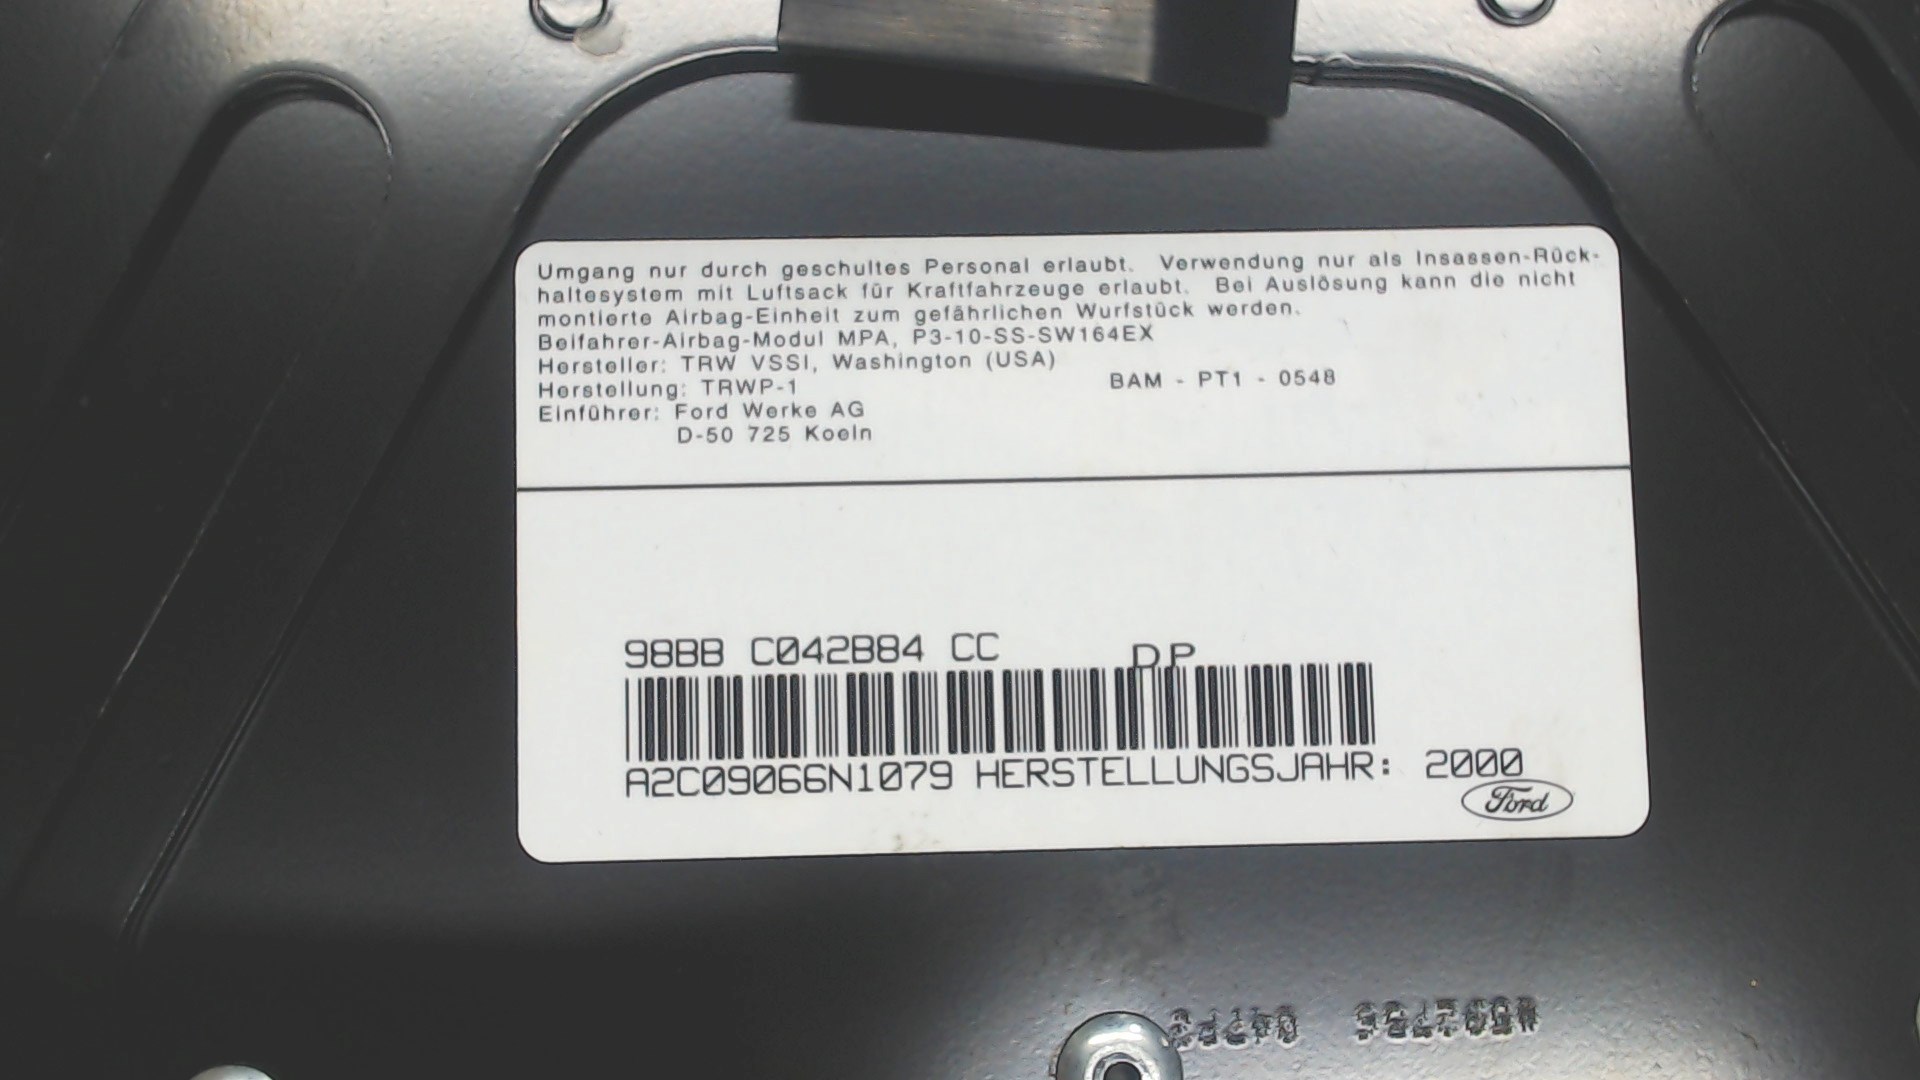 Umgang nur durch geschultes Personal erlaubt. Verwendung nur als Insassen-Rück-
haltesystem mit Luftsack für Kraftfahrzeuge erlaubt. Bei Auslösung kann die nicht
montierte Airbag-Einheit zum gefährlichen Wurfstück werden.
Beifahrer-Airbag-Modul MPA, P3-10-SS-SW164EX
Hersteller: TRW VSSI, Washington (USA)
Herstellung: TRWP-1 BAM - PT1 - 0548
Einführer: Ford Werke AG
D-50 725 Koeln
98BB C042B84 CC DP
A2C09066N1079 HERSTELLUNGSJAHR: 2000
Ford